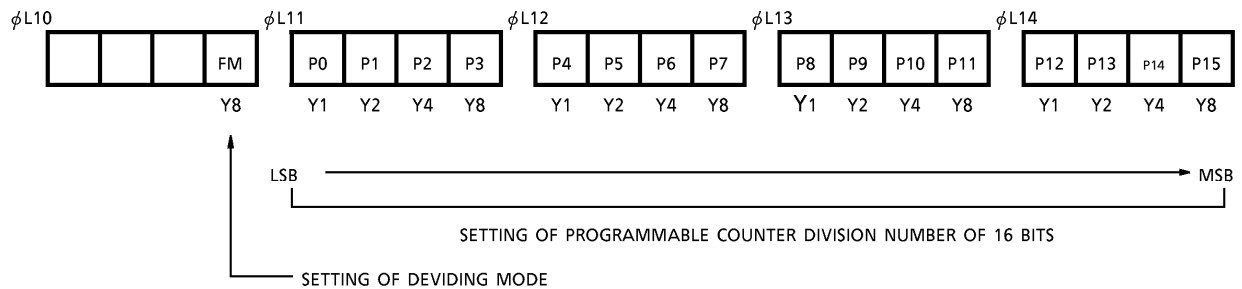 φL10 φL11 φL12 φL13 φL14
FM P0 P1 P2 P3 P4 P5 P6 P7 P8 P9 P10 P11 P12 P13 P14 P15
Y8 Y1 Y2 Y4 Y8 Y1 Y2 Y4 Y8 Y1 Y2 Y4 Y8 Y1 Y2 Y4 Y8
LSB MSB
SETTING OF PROGRAMMABLE COUNTER DIVISION NUMBER OF 16 BITS
SETTING OF DEVIDING MODE